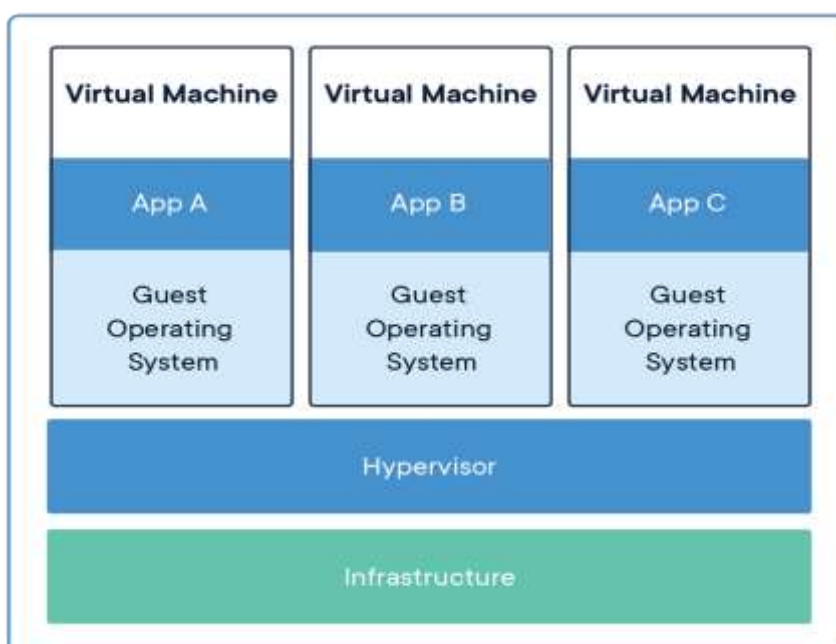 Virtual Machine
App A
Guest
Operating
System
Virtual Machine
App B
Guest
Operating
System
Virtual Machine
App C
Guest
Operating
System
Hypervisor
Infrastructure